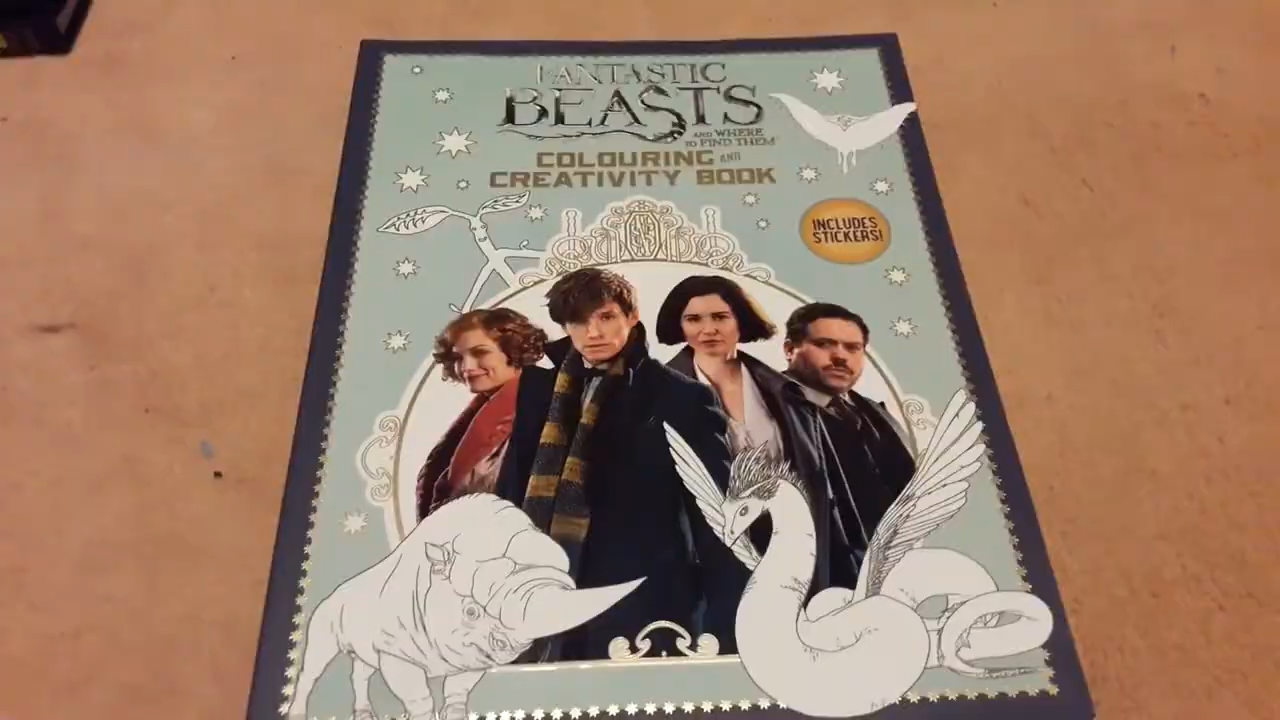 FANTASTIC
BEASTS
AND WHERE
TO FIND THEM
COLOURING AND
CREATIVITY BOOK
INCLUDES
STICKERS!